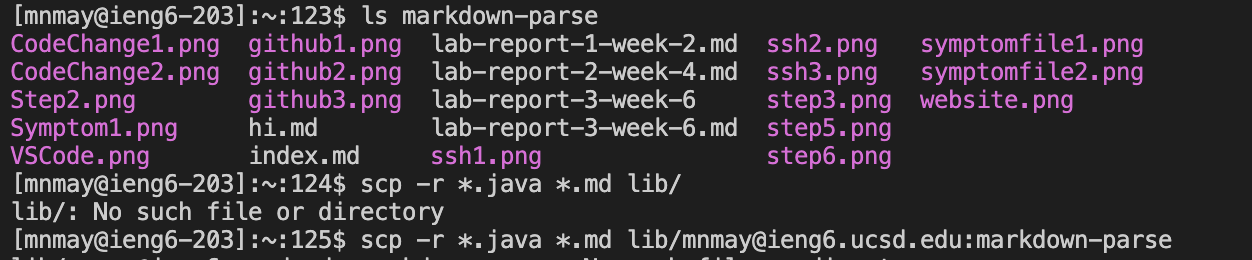 [mnmay@ieng6-203]:~:123$ ls markdown-parse
CodeChange1.png github1.png lab-report-1-week-2.md ssh2.png symptomfile1.png
CodeChange2.png github2.png lab-report-2-week-4.md ssh3.png symptomfile2.png
Step2.png github3.png lab-report-3-week-6 step3.png website.png
Symptom1.png hi.md lab-report-3-week-6.md step5.png
VSCode.png index.md ssh1.png step6.png
[mnmay@ieng6-203]:~:124$ scp -r *.java *.md lib/
lib/: No such file or directory
[mnmay@ieng6-203]:~:125$ scp -r *.java *.md lib/mnmay@ieng6.ucsd.edu:markdown-parse